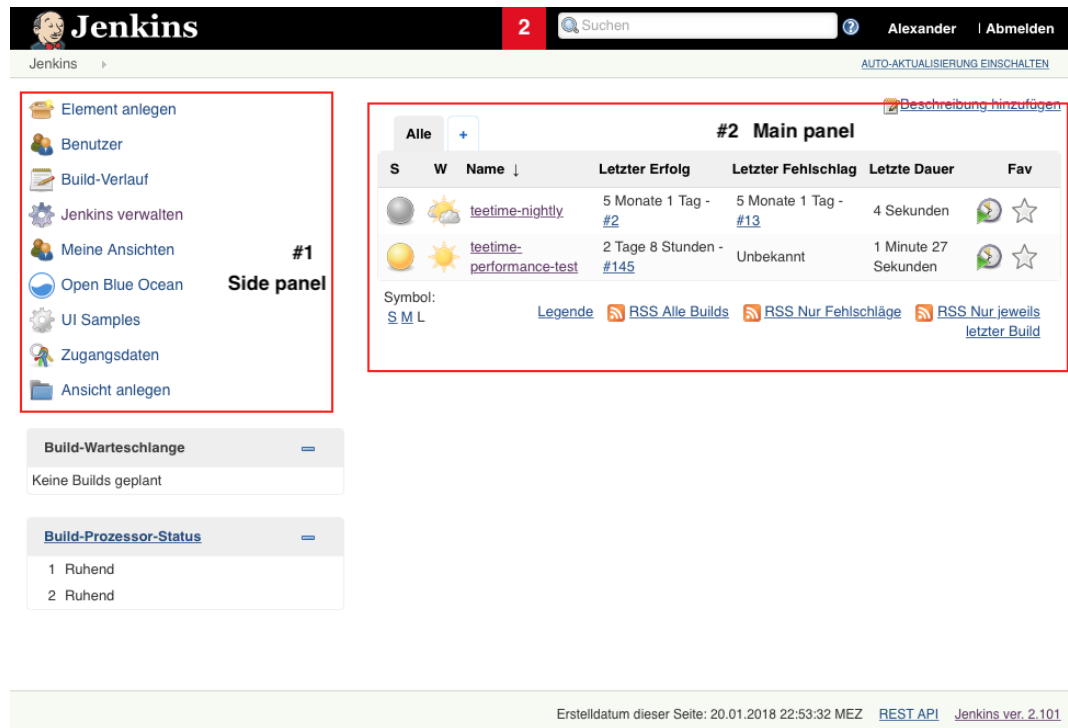 Jenkins
2
Suchen
Alexander | Abmelden
Jenkins
AUTO-AKTUALISIERUNG EINSCHALTEN
Element anlegen
Benutzer
Build-Verlauf
Jenkins verwalten
Meine Ansichten
Open Blue Ocean
UI Samples
Zugangsdaten
Ansicht anlegen
#1
Side panel
Build-Warteschlange
Keine Builds geplant
Build-Prozessor-Status
1 Ruhend
2 Ruhend
Beschreibung hinzufügen
#2 Main panel
Alle +
S W Name ↓ Letzter Erfolg Letzter Fehlschlag Letzte Dauer Fav
teetime-nightly
5 Monate 1 Tag -
#2
5 Monate 1 Tag -
#13
4 Sekunden
teetime-
performance-test
2 Tage 8 Stunden -
#145
Unbekannt
1 Minute 27
Sekunden
Symbol:
S M L
Legende RSS Alle Builds RSS Nur Fehlschläge RSS Nur jeweils
letzter Build
Erstelldatum dieser Seite: 20.01.2018 22:53:32 MEZ REST API Jenkins ver. 2.101